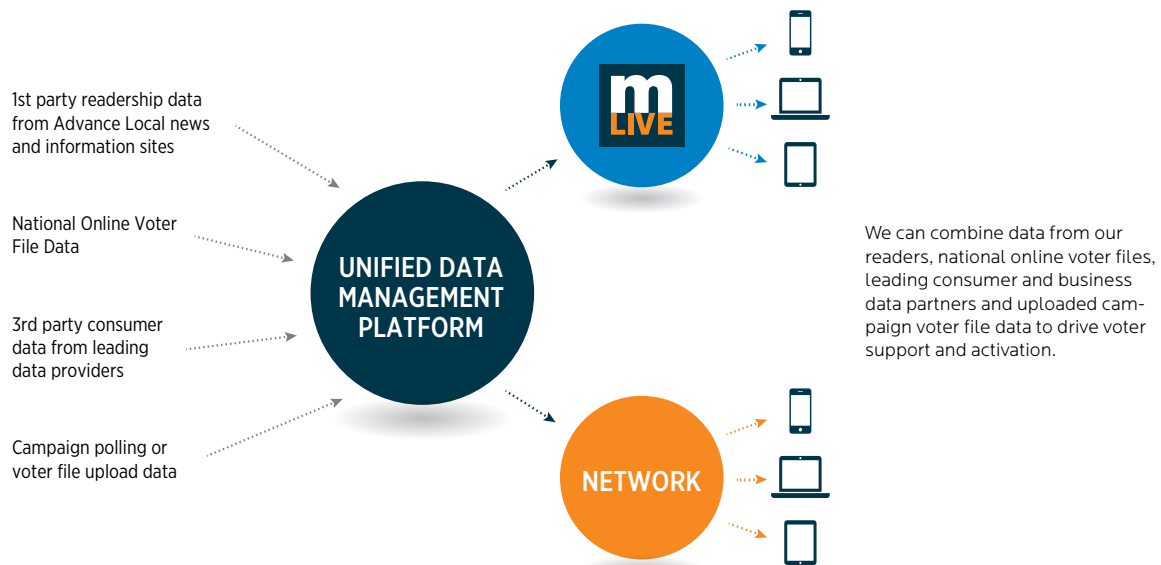 1st party readership data
from Advance Local news
and information sites
National Online Voter
File Data
3rd party consumer
data from leading
data providers
Campaign polling or
voter file upload data
UNIFIED DATA
MANAGEMENT
PLATFORM
m
LIVE
NETWORK
We can combine data from our
readers, national online voter files,
leading consumer and business
data partners and uploaded cam-
paign voter file data to drive voter
support and activation.